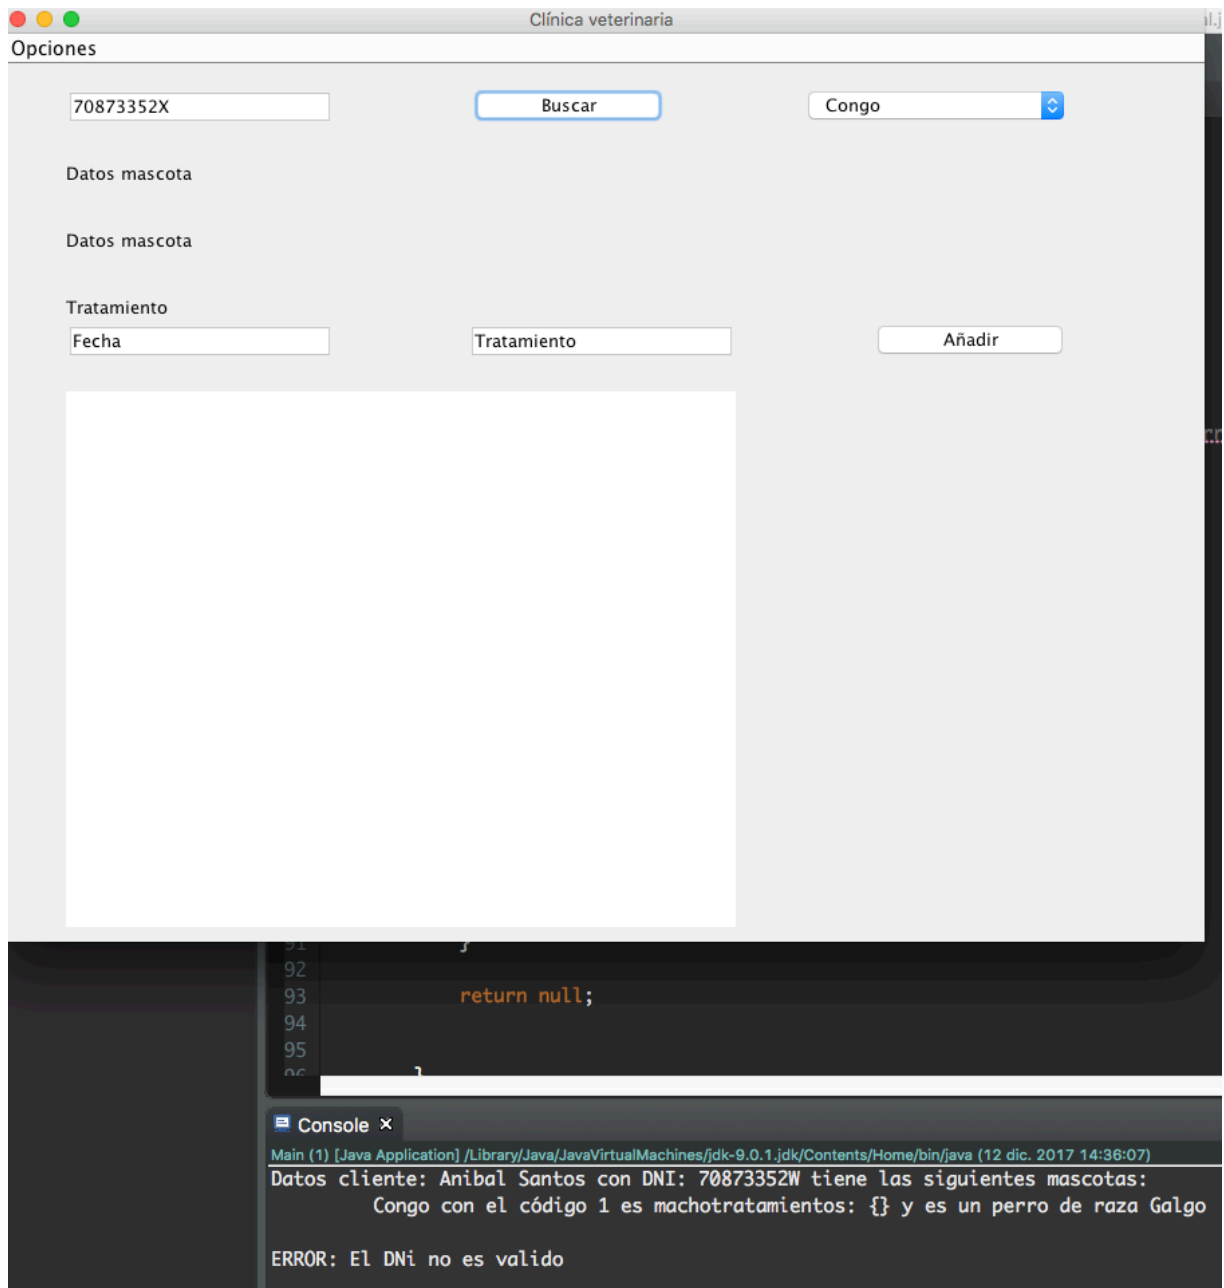 Clínica veterinaria
Opciones
70873352X Buscar Congo
Datos mascota
Datos mascota
Tratamiento
Fecha Tratamiento Añadir
91 }
92
93 return null;
94
95
96 }
Console
Main (1) [Java Application] /Library/Java/JavaVirtualMachines/jdk-9.0.1.jdk/Contents/Home/bin/java (12 dic. 2017 14:36:07)
Datos cliente: Anibal Santos con DNI: 70873352W tiene las siguientes mascotas:
Congo con el código 1 es machotratamientos: {} y es un perro de raza Galgo
ERROR: El DNi no es valido